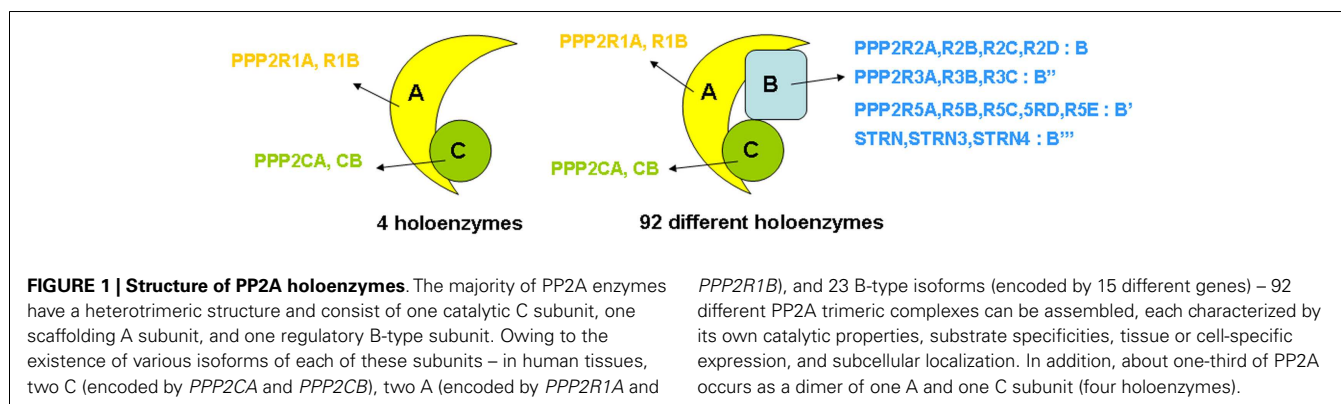 PPP2R1A, R1B
A
C
PPP2CA, CB
4 holoenzymes
PPP2R1A, R1B
A
B
C
PPP2CA, CB
92 different holoenzymes
PPP2R2A,R2B,R2C,R2D : B
PPP2R3A,R3B,R3C : B”
PPP2R5A,R5B,R5C,5RD,R5E : B’
STRN,STRN3,STRN4 : B’’’
FIGURE 1 | Structure of PP2A holoenzymes. The majority of PP2A enzymes
have a heterotrimeric structure and consist of one catalytic C subunit, one
scaffolding A subunit, and one regulatory B-type subunit. Owing to the
existence of various isoforms of each of these subunits – in human tissues,
two C (encoded by PPP2CA and PPP2CB), two A (encoded by PPP2R1A and
PPP2R1B), and 23 B-type isoforms (encoded by 15 different genes) – 92
different PP2A trimeric complexes can be assembled, each characterized by
its own catalytic properties, substrate specificities, tissue or cell-specific
expression, and subcellular localization. In addition, about one-third of PP2A
occurs as a dimer of one A and one C subunit (four holoenzymes).